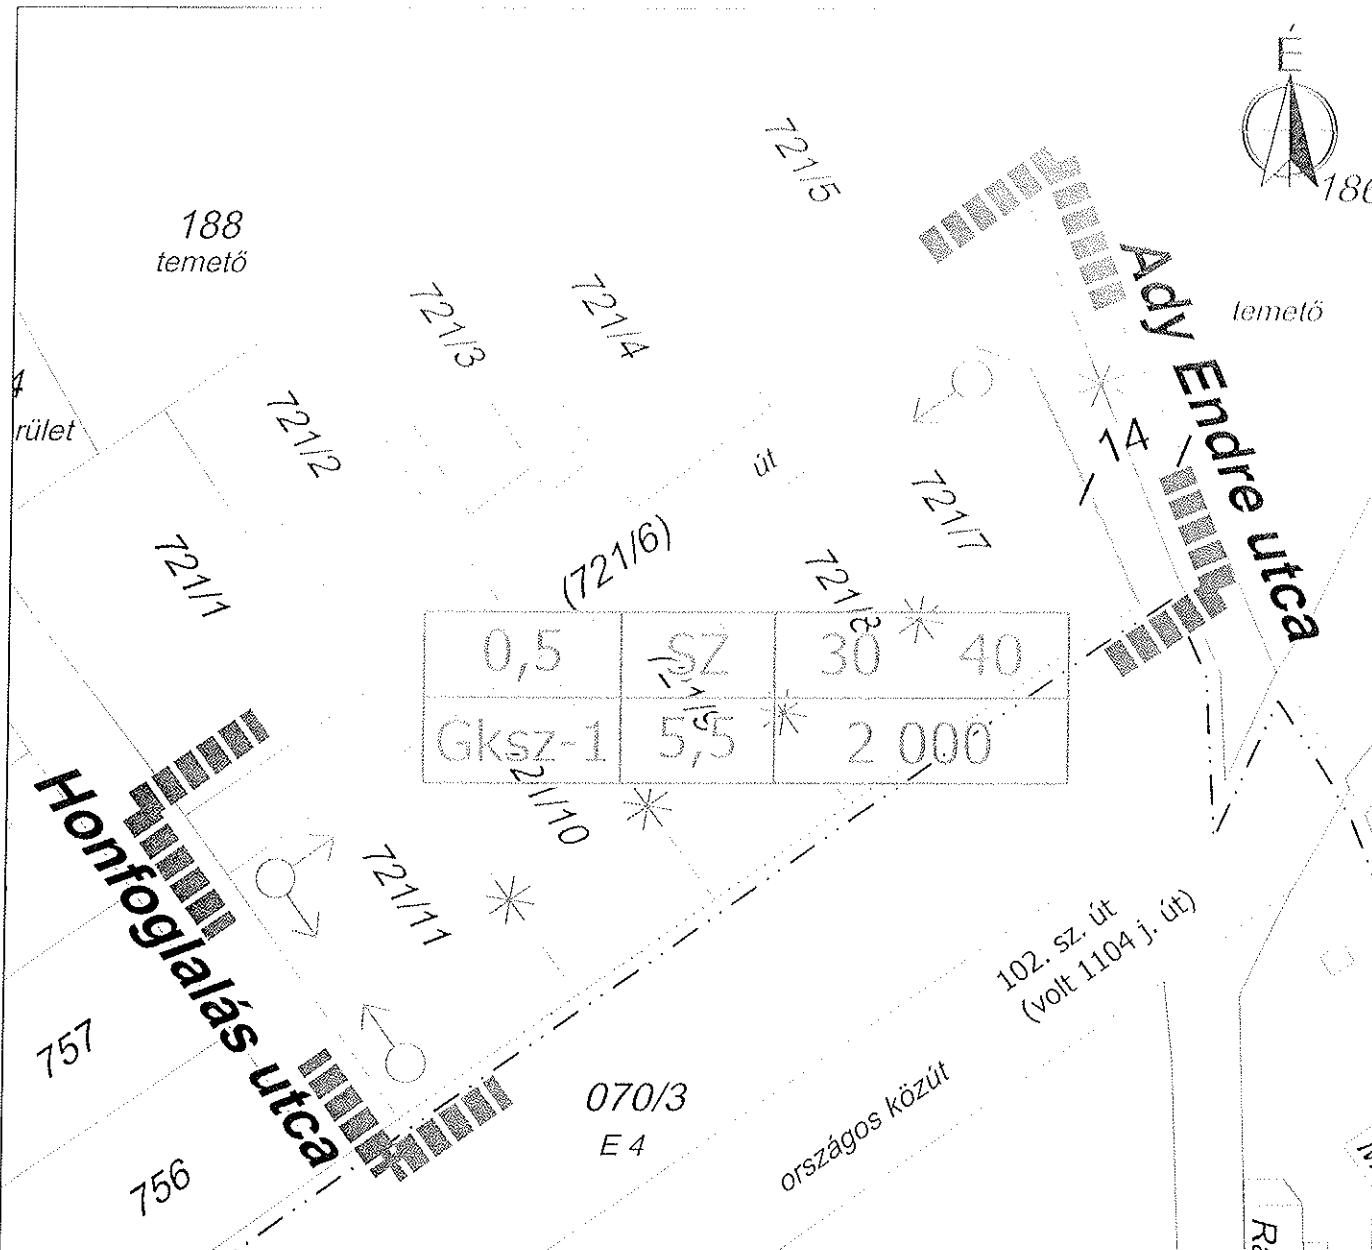 É
186
721/5
188
temető
Ady Endre utca
temető
721/3
721/4
4
rület
721/2
14
út
721/7
721/1
(721/6)
721/8
0,5 SZ 30 40
721/9
Gksz-1 5,5 2 000
21/10
Honfoglalás utca
721/11
102. sz. út
(volt 1104 j. út)
757
070/3
E 4
országos közút
756